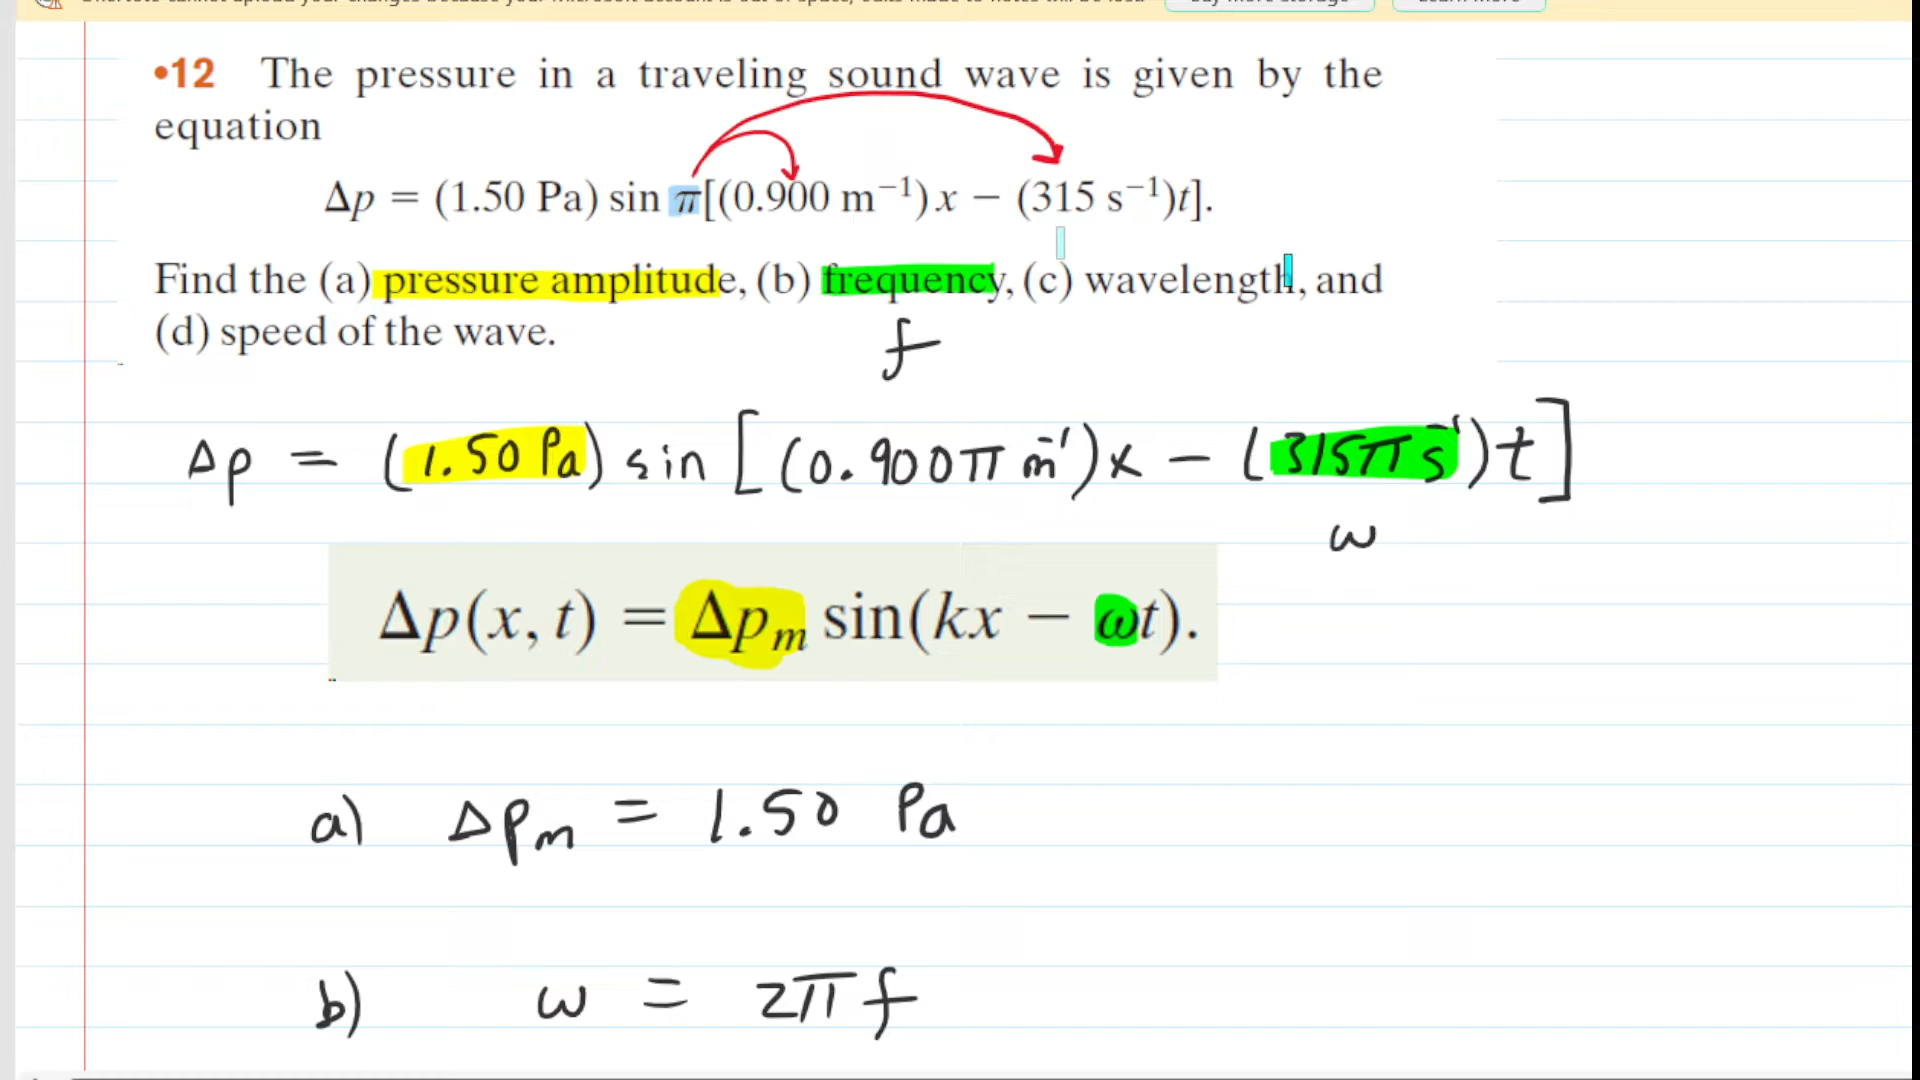 •12 The pressure in a traveling sound wave is given by the
equation
Δp = (1.50 Pa) sin π[(0.900 m⁻¹)x − (315 s⁻¹)t].
Find the (a) pressure amplitude, (b) frequency, (c) wavelength, and
(d) speed of the wave.
f
Δp = (1.50 Pa) sin [(0.900π m⁻¹)x − (315π s⁻¹)t]
ω
Δp(x, t) = Δpₘ sin(kx − ωt).
a) Δpₘ = 1.50 Pa
b) ω = 2π f